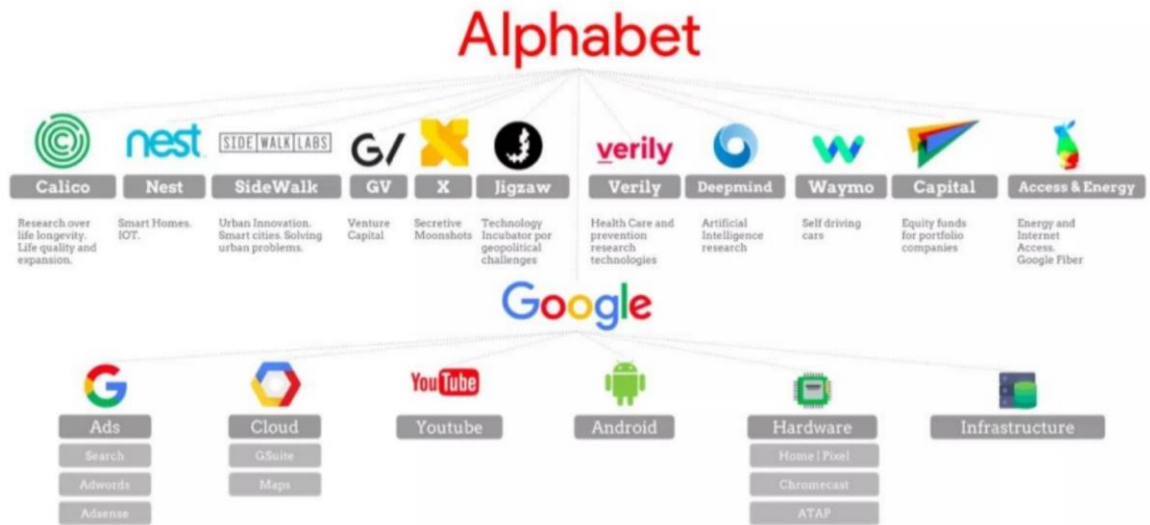 Alphabet
nest
SIDE WALK LABS
G/
verily
Calico
Nest
SideWalk
GV
X
Jigzaw
Verily
Deepmind
Waymo
Capital
Access & Energy
Research over
life longevity.
Life quality and
expansion.
Smart Homes.
IOT.
Urban Innovation.
Smart cities. Solving
urban problems.
Venture
Capital
Secretive
Moonshots
Technology
Incubator por
geopolitical
challenges
Health Care and
prevention
research
technologies
Artificial
Intelligence
research
Self driving
cars
Equity funds
for portfolio
companies
Energy and
Internet
Access.
Google Fiber
Google
G
YouTube
Ads
Cloud
Youtube
Android
Hardware
Infrastructure
Search
GSuite
Home | Pixel
Adwords
Maps
Chromecast
Adsense
ATAP